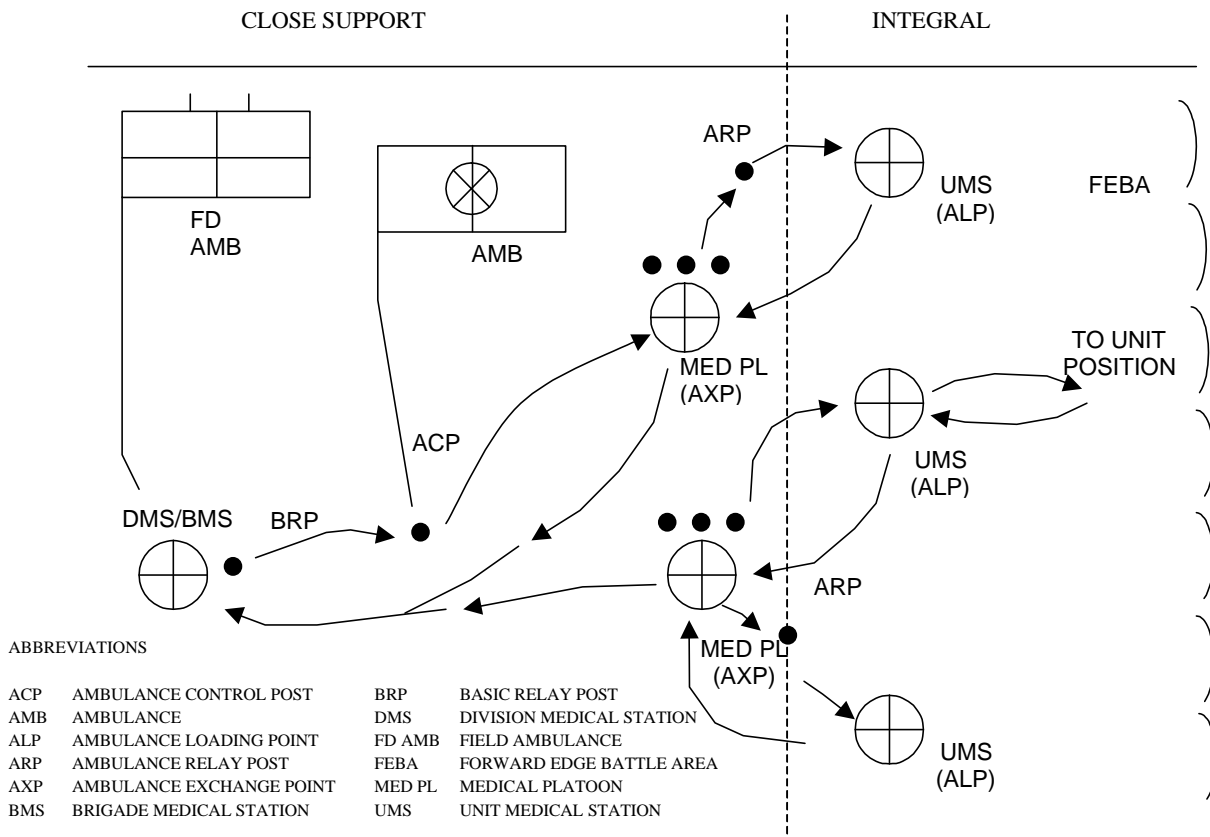 CLOSE SUPPORT
INTEGRAL
ARP
FD
AMB
AMB
UMS
(ALP)
FEBA
MED PL
(AXP)
TO UNIT
POSITION
ACP
UMS
(ALP)
DMS/BMS
BRP
ARP
MED PL
(AXP)
UMS
(ALP)
ABBREVIATIONS
ACP AMBULANCE CONTROL POST
AMB AMBULANCE
ALP AMBULANCE LOADING POINT
ARP AMBULANCE RELAY POST
AXP AMBULANCE EXCHANGE POINT
BMS BRIGADE MEDICAL STATION
BRP BASIC RELAY POST
DMS DIVISION MEDICAL STATION
FD AMB FIELD AMBULANCE
FEBA FORWARD EDGE BATTLE AREA
MED PL MEDICAL PLATOON
UMS UNIT MEDICAL STATION